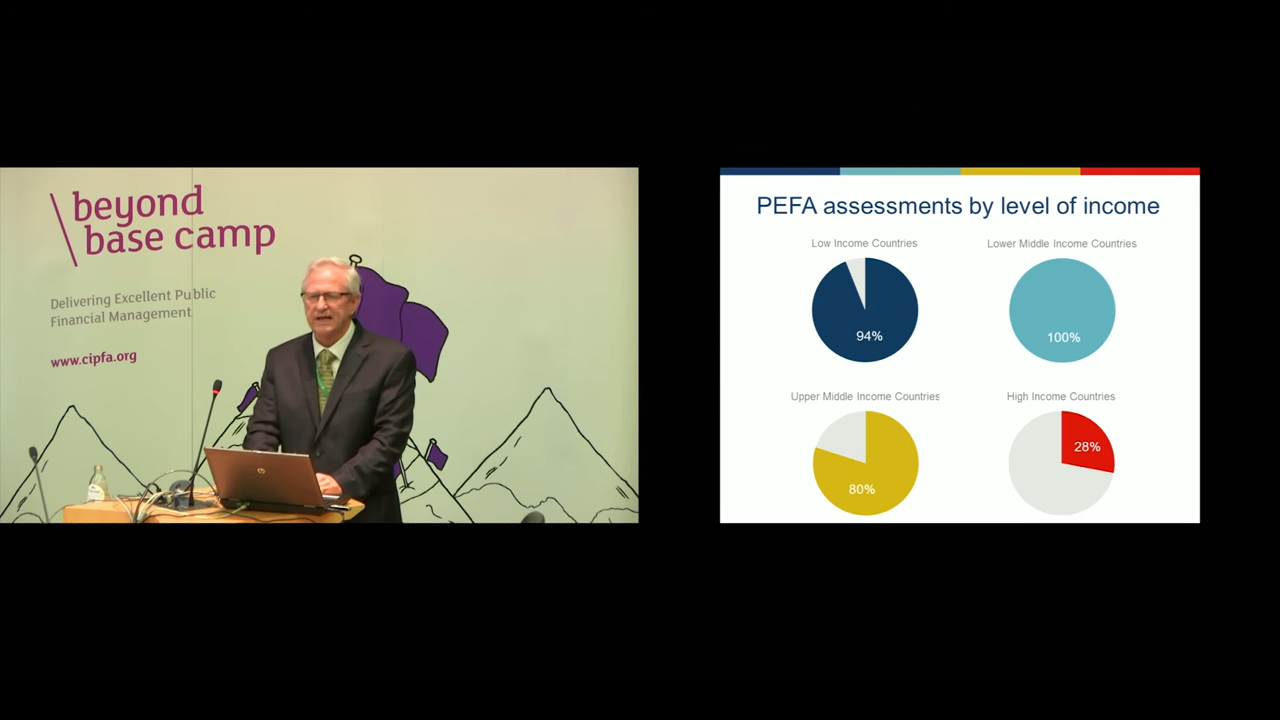 beyond
base camp
Delivering Excellent Public
Financial Management
www.cipfa.org
PEFA assessments by level of income
Low Income Countries
Lower Middle Income Countries
94%
100%
Upper Middle Income Countries
High Income Countries
80%
28%